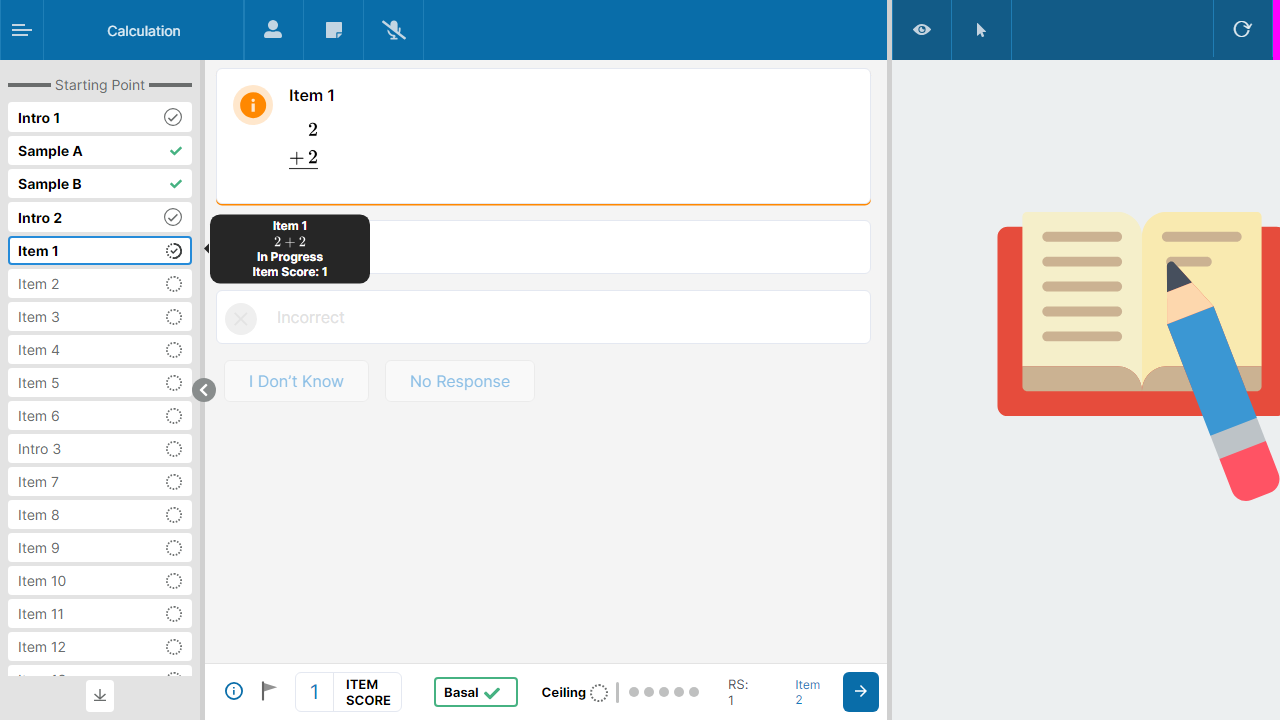 Calculation
Starting Point
Intro 1
Sample A
Sample B
Intro 2
Item 1
Item 2
Item 3
Item 4
Item 5
Item 6
Intro 3
Item 7
Item 8
Item 9
Item 10
Item 11
Item 12
Item 1
2
+ 2
Item 1
2 + 2
In Progress
Item Score: 1
Incorrect
I Don’t Know
No Response
1
ITEM
SCORE
Basal
Ceiling
RS:
1
Item
2